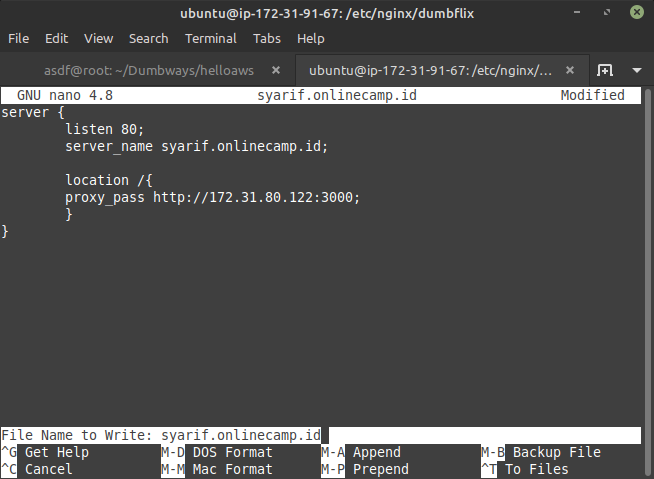 ubuntu@ip-172-31-91-67: /etc/nginx/dumbflix
File Edit View Search Terminal Tabs Help
asdf@root: ~/Dumbways/helloaws × ubuntu@ip-172-31-91-67: /etc/nginx/... ×
GNU nano 4.8 syarif.onlinecamp.id Modified
server {
listen 80;
server_name syarif.onlinecamp.id;
location /{
proxy_pass http://172.31.80.122:3000;
}
}
File Name to Write: syarif.onlinecamp.id
^G Get Help M-D DOS Format M-A Append M-B Backup File
^C Cancel M-M Mac Format M-P Prepend ^T To Files